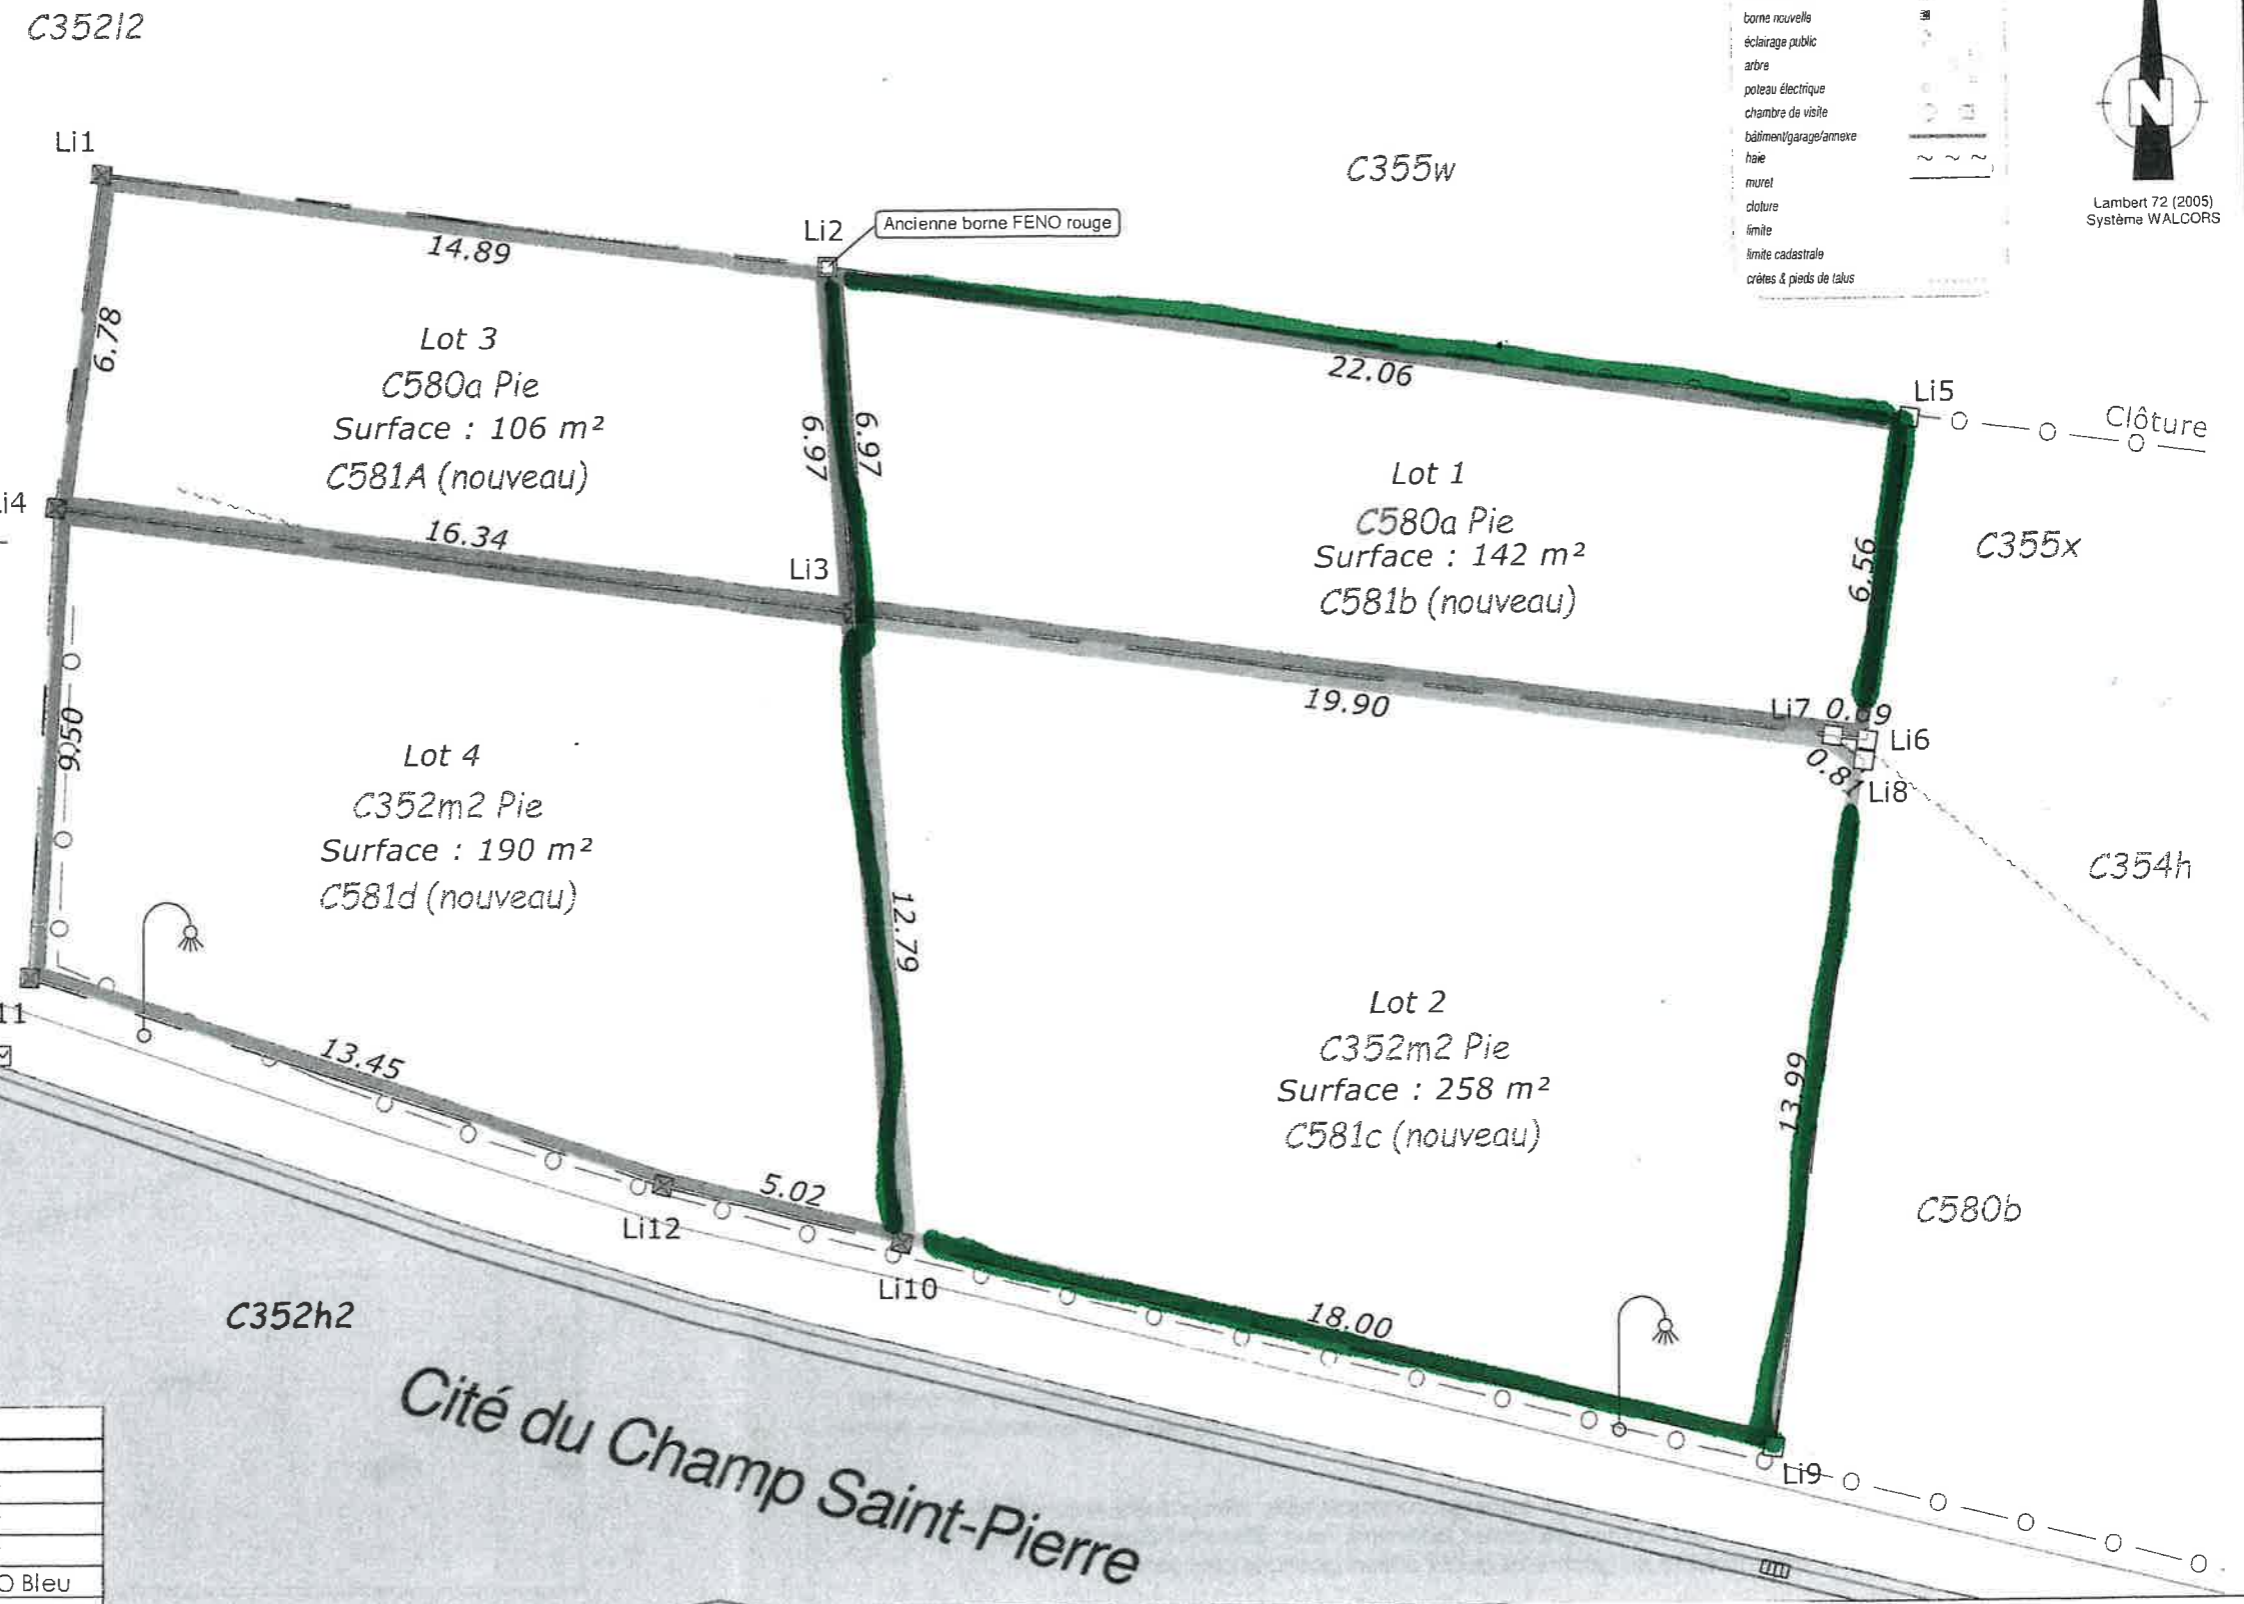 C352l2
borne nouvelle
éclairage public
arbre
poteau électrique
chambre de visite
bâtiment/garage/annexe
haie
muret
cloture
limite
limite cadastrale
crêtes & pieds de talus
N
Lambert 72 (2005)
Système WALCORS
Li1
C355w
Li2
Ancienne borne FENO rouge
14.89
6.78
Lot 3
C580a Pie
Surface : 106 m²
C581A (nouveau)
6.97
6.97
22.06
Li5
Clôture
Lot 1
C580a Pie
Surface : 142 m²
C581b (nouveau)
6.56
C355x
Li4
16.34
Li3
19.90
Li7
Li6
0.81
Li8
9.50
Lot 4
C352m2 Pie
Surface : 190 m²
C581d (nouveau)
12.79
C354h
Lot 2
C352m2 Pie
Surface : 258 m²
C581c (nouveau)
13.99
C580b
11
13.45
5.02
Li12
Li10
18.00
Li9
C352h2
Cité du Champ Saint-Pierre
O Bleu